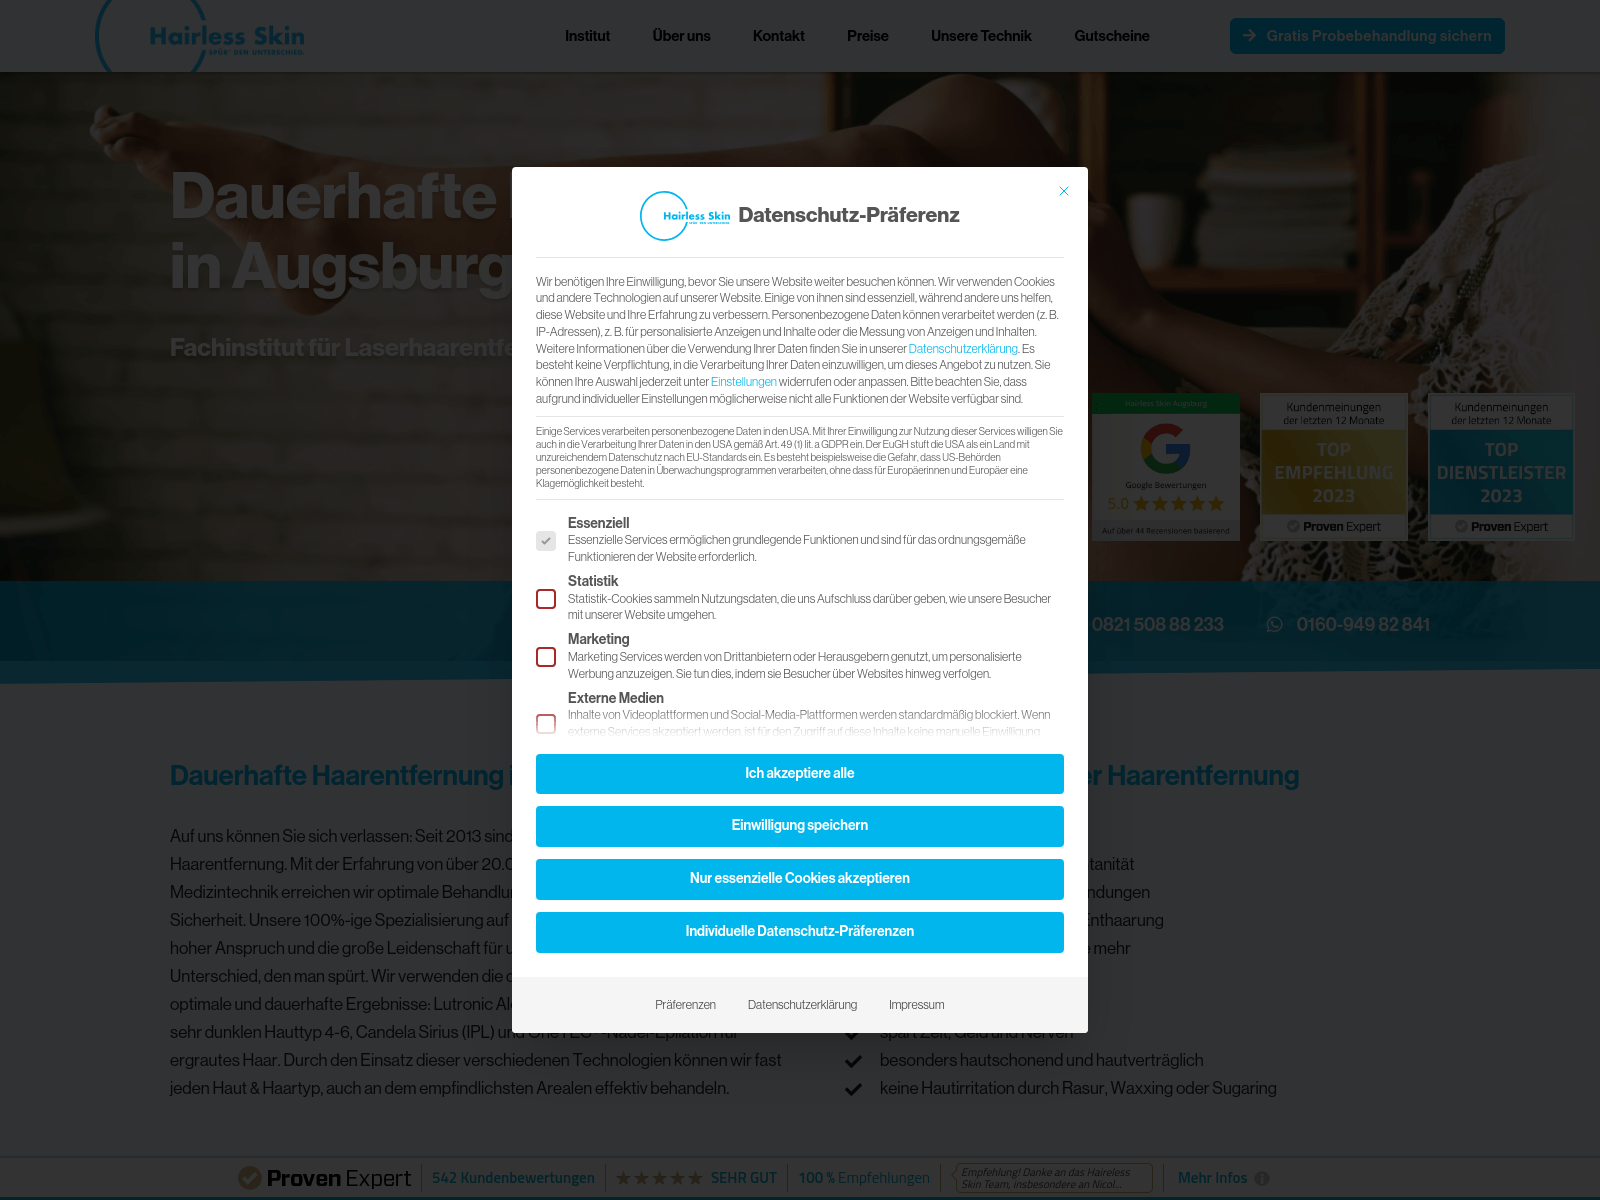 Hairless Skin
SPÜR' DEN UNTERSCHIED.
Institut
Über uns
Kontakt
Preise
Unsere Technik
Gutscheine
Gratis Probebehandlung sichern
Dauerhafte
in Augsburg
Fachinstitut für Laserhaarentfe
Hairless Skin
Datenschutz-Präferenz
Wir benötigen Ihre Einwilligung, bevor Sie unsere Website weiter besuchen können. Wir verwenden Cookies
und andere Technologien auf unserer Website. Einige von ihnen sind essenziell, während andere uns helfen,
diese Website und Ihre Erfahrung zu verbessern. Personenbezogene Daten können verarbeitet werden (z. B.
IP-Adressen), z. B. für personalisierte Anzeigen und Inhalte oder die Messung von Anzeigen und Inhalten.
Weitere Informationen über die Verwendung Ihrer Daten finden Sie in unserer Datenschutzerklärung. Es
besteht keine Verpflichtung, in die Verarbeitung Ihrer Daten einzuwilligen, um dieses Angebot zu nutzen. Sie
können Ihre Auswahl jederzeit unter Einstellungen widerrufen oder anpassen. Bitte beachten Sie, dass
aufgrund individueller Einstellungen möglicherweise nicht alle Funktionen der Website verfügbar sind.
Einige Services verarbeiten personenbezogene Daten in den USA. Mit Ihrer Einwilligung zur Nutzung dieser Services willigen Sie
auch in die Verarbeitung Ihrer Daten in den USA gemäß Art. 49 (1) lit. a GDPR ein. Der EuGH stuft die USA als ein Land mit
unzureichendem Datenschutz nach EU-Standards ein. Es besteht beispielsweise die Gefahr, dass US-Behörden
personenbezogene Daten in Überwachungsprogrammen verarbeiten, ohne dass für Europäerinnen und Europäer eine
Klagemöglichkeit besteht.
Essenziell
Essenzielle Services ermöglichen grundlegende Funktionen und sind für das ordnungsgemäße
Funktionieren der Website erforderlich.
Statistik
Statistik-Cookies sammeln Nutzungsdaten, die uns Aufschluss darüber geben, wie unsere Besucher
mit unserer Website umgehen.
Marketing
Marketing Services werden von Drittanbietern oder Herausgebern genutzt, um personalisierte
Werbung anzuzeigen. Sie tun dies, indem sie Besucher über Websites hinweg verfolgen.
Externe Medien
Inhalte von Videoplattformen und Social-Media-Plattformen werden standardmäßig blockiert. Wenn
externe Services akzeptiert werden, ist für den Zugriff auf diese Inhalte keine manuelle Einwilligung
Ich akzeptiere alle
Einwilligung speichern
Nur essenzielle Cookies akzeptieren
Individuelle Datenschutz-Präferenzen
Präferenzen
Datenschutzerklärung
Impressum
Hairless Skin Augsburg
Google Bewertungen
5.0
Auf über 44 Rezensionen basierend
Kundenmeinungen
der letzten 12 Monate
TOP
EMPFEHLUNG
2023
Proven Expert
Kundenmeinungen
der letzten 12 Monate
TOP
DIENSTLEISTER
2023
Proven Expert
0821 508 88 233
0160-949 82 841
Dauerhafte Haarentfernung i
Auf uns können Sie sich verlassen: Seit 2013 sind
Haarentfernung. Mit der Erfahrung von über 20.0
Medizintechnik erreichen wir optimale Behandlu
Sicherheit. Unsere 100%-ige Spezialisierung auf
hoher Anspruch und die große Leidenschaft für u
Unterschied, den man spürt. Wir verwenden die
optimale und dauerhafte Ergebnisse: Lutronic Al
sehr dunklen Hauttyp 4-6, Candela Sirius (IPL) und One TEC®-Nadel-Epilation für
ergrautes Haar. Durch den Einsatz dieser verschiedenen Technologien können wir fast
jeden Haut & Haartyp, auch an dem empfindlichsten Arealen effektiv behandeln.
er Haarentfernung
tanität
ndungen
Enthaarung
e mehr
spart Zeit, Geld und Nerven
besonders hautschonend und hautverträglich
keine Hautirritation durch Rasur, Waxxing oder Sugaring
Proven Expert
542 Kundenbewertungen
SEHR GUT
100 % Empfehlungen
Empfehlung! Danke an das Haireless
Skin Team, insbesondere an Nicol...
Mehr Infos